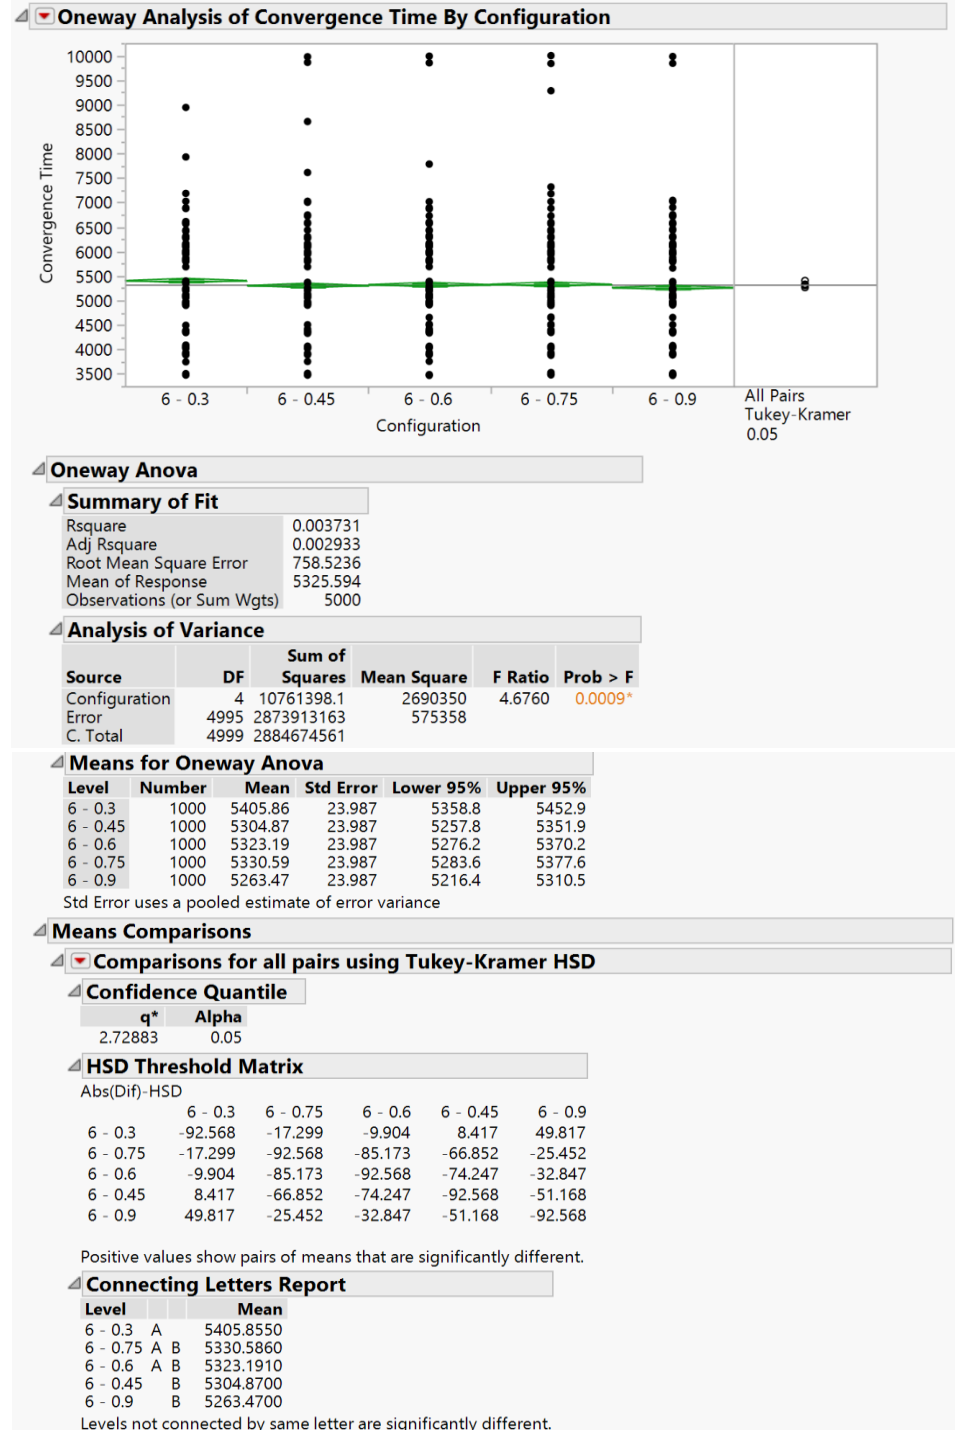 Oneway Analysis of Convergence Time By Configuration
10000
9500
9000
8500
8000
7500
7000
6500
6000
5500
5000
4500
4000
3500
Convergence Time
6 - 0.3 6 - 0.45 6 - 0.6 6 - 0.75 6 - 0.9 All Pairs
Tukey-Kramer
0.05
Configuration
Oneway Anova
Summary of Fit
Rsquare 0.003731
Adj Rsquare 0.002933
Root Mean Square Error 758.5236
Mean of Response 5325.594
Observations (or Sum Wgts) 5000
Analysis of Variance
Sum of
Source DF Squares Mean Square F Ratio Prob > F
Configuration 4 10761398.1 2690350 4.6760 0.0009*
Error 4995 2873913163 575358
C. Total 4999 2884674561
Means for Oneway Anova
Level Number Mean Std Error Lower 95% Upper 95%
6 - 0.3 1000 5405.86 23.987 5358.8 5452.9
6 - 0.45 1000 5304.87 23.987 5257.8 5351.9
6 - 0.6 1000 5323.19 23.987 5276.2 5370.2
6 - 0.75 1000 5330.59 23.987 5283.6 5377.6
6 - 0.9 1000 5263.47 23.987 5216.4 5310.5
Std Error uses a pooled estimate of error variance
Means Comparisons
Comparisons for all pairs using Tukey-Kramer HSD
Confidence Quantile
q* Alpha
2.72883 0.05
HSD Threshold Matrix
Abs(Dif)-HSD
6 - 0.3 6 - 0.75 6 - 0.6 6 - 0.45 6 - 0.9
6 - 0.3 -92.568 -17.299 -9.904 8.417 49.817
6 - 0.75 -17.299 -92.568 -85.173 -66.852 -25.452
6 - 0.6 -9.904 -85.173 -92.568 -74.247 -32.847
6 - 0.45 8.417 -66.852 -74.247 -92.568 -51.168
6 - 0.9 49.817 -25.452 -32.847 -51.168 -92.568
Positive values show pairs of means that are significantly different.
Connecting Letters Report
Level Mean
6 - 0.3 A 5405.8550
6 - 0.75 A B 5330.5860
6 - 0.6 A B 5323.1910
6 - 0.45 B 5304.8700
6 - 0.9 B 5263.4700
Levels not connected by same letter are significantly different.